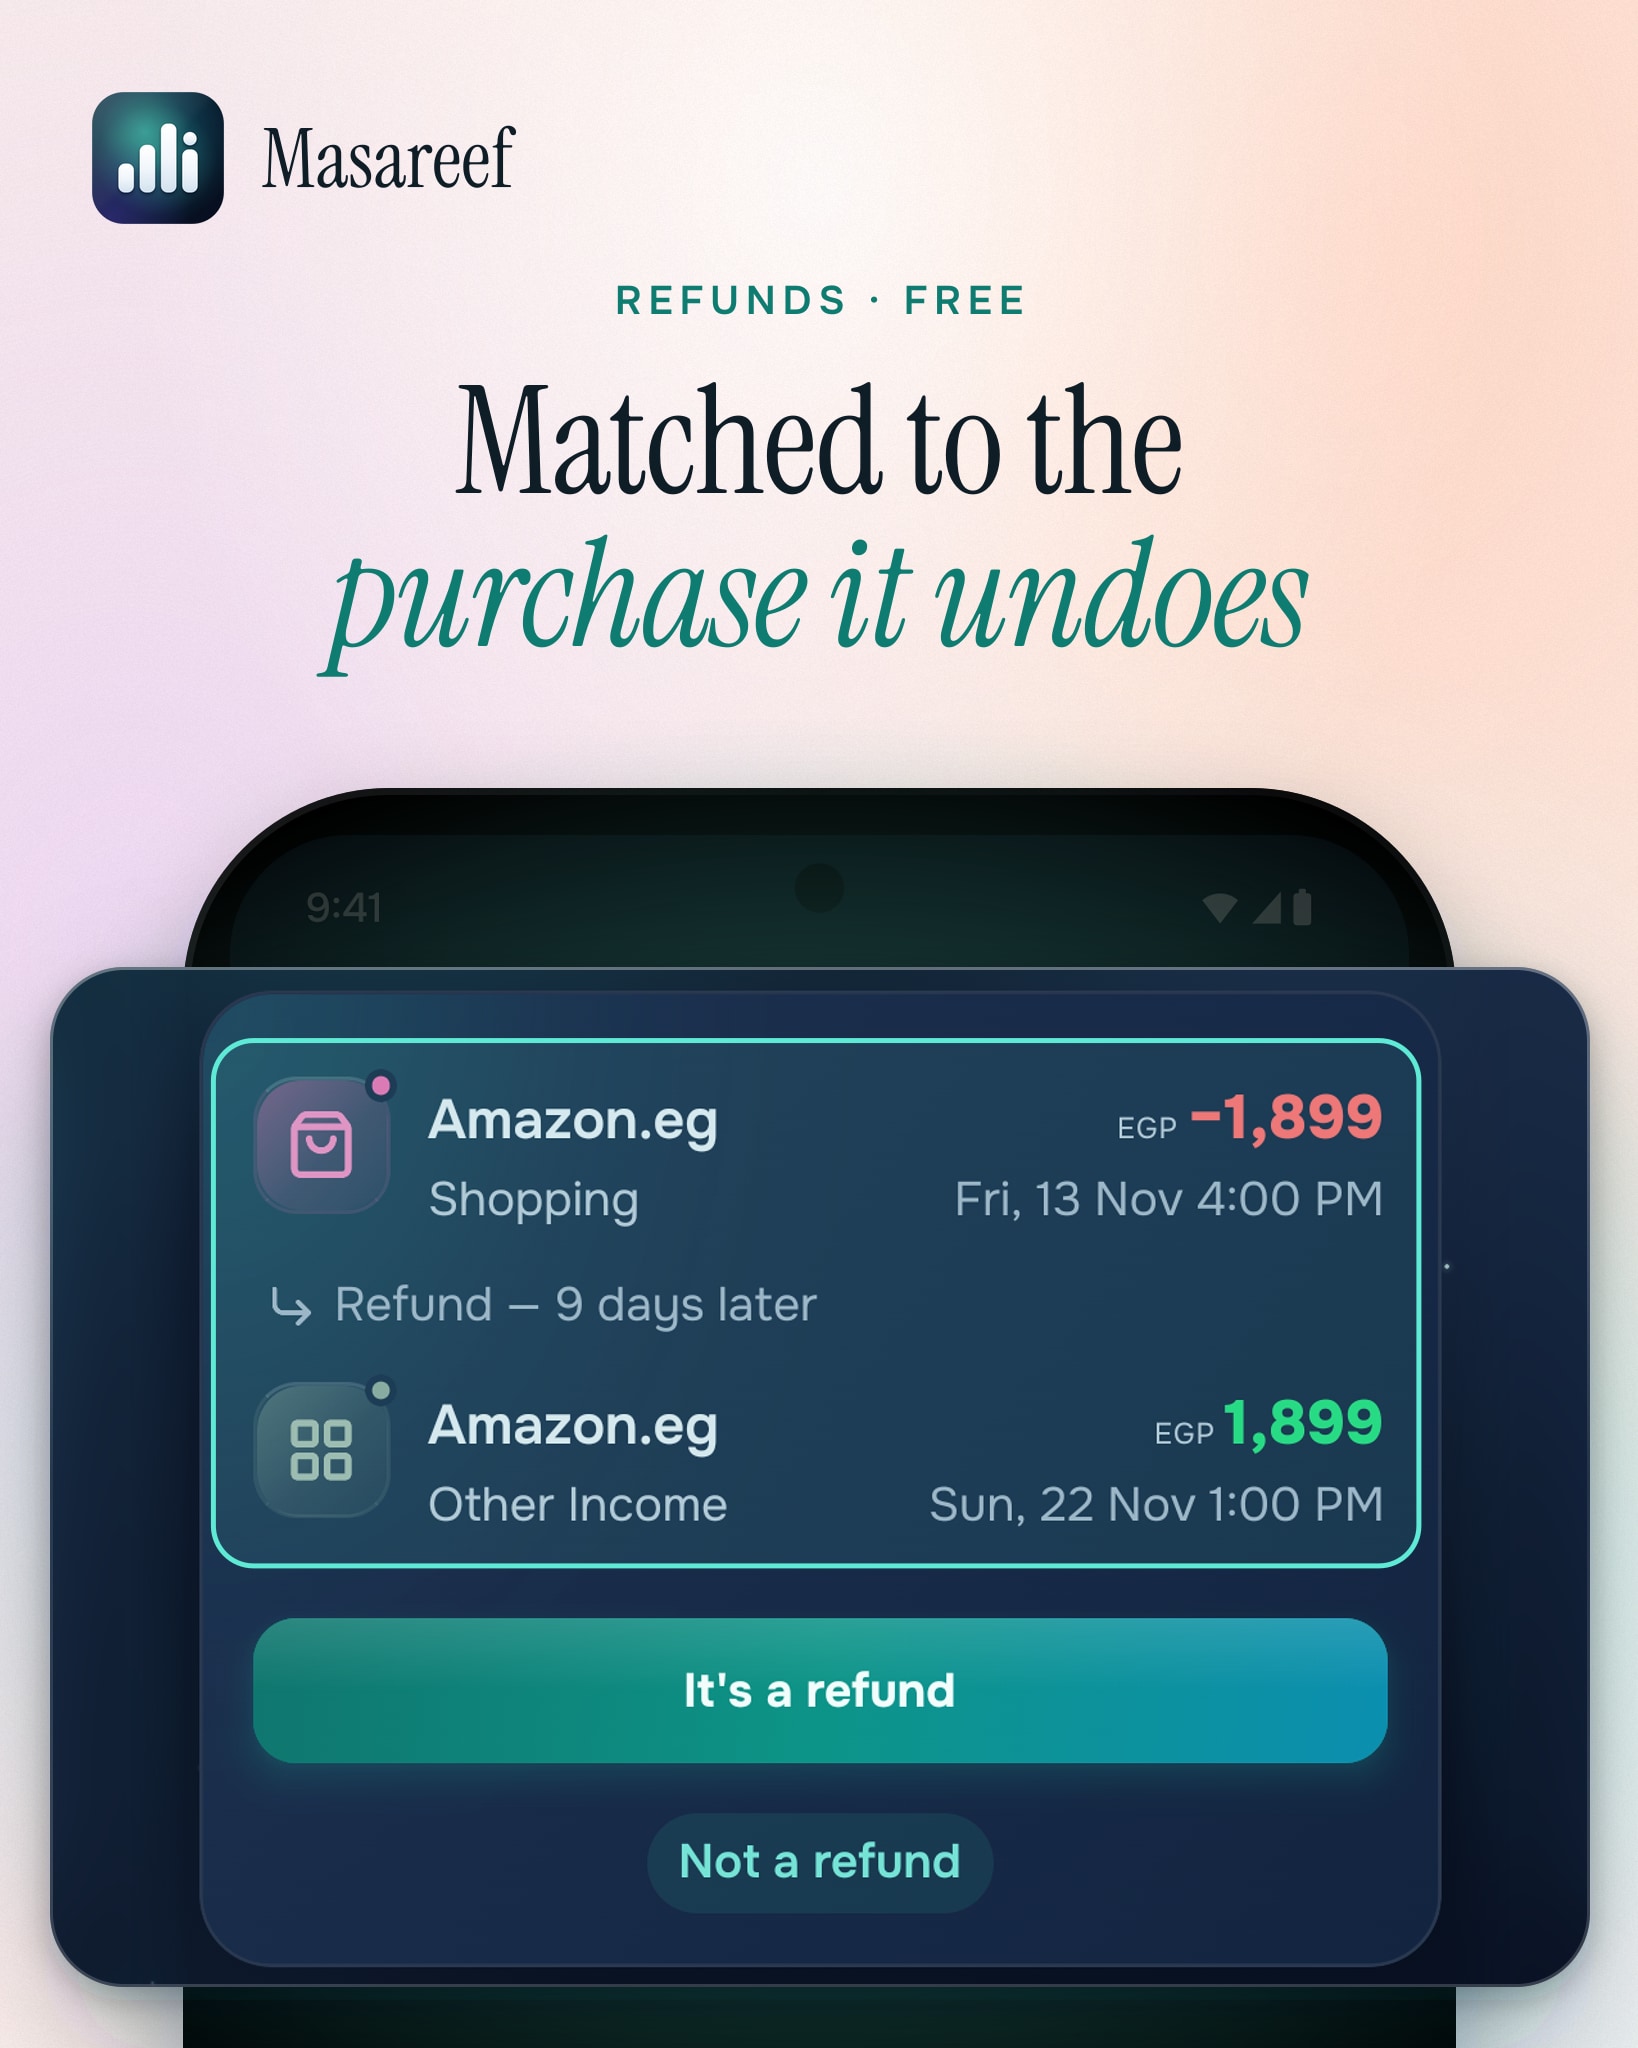 Masareef
REFUNDS · FREE
Matched to the
purchase it undoes
9:41
Amazon.eg
EGP −1,899
Shopping
Fri, 13 Nov 4:00 PM
Refund — 9 days later
Amazon.eg
EGP 1,899
Other Income
Sun, 22 Nov 1:00 PM
It's a refund
Not a refund